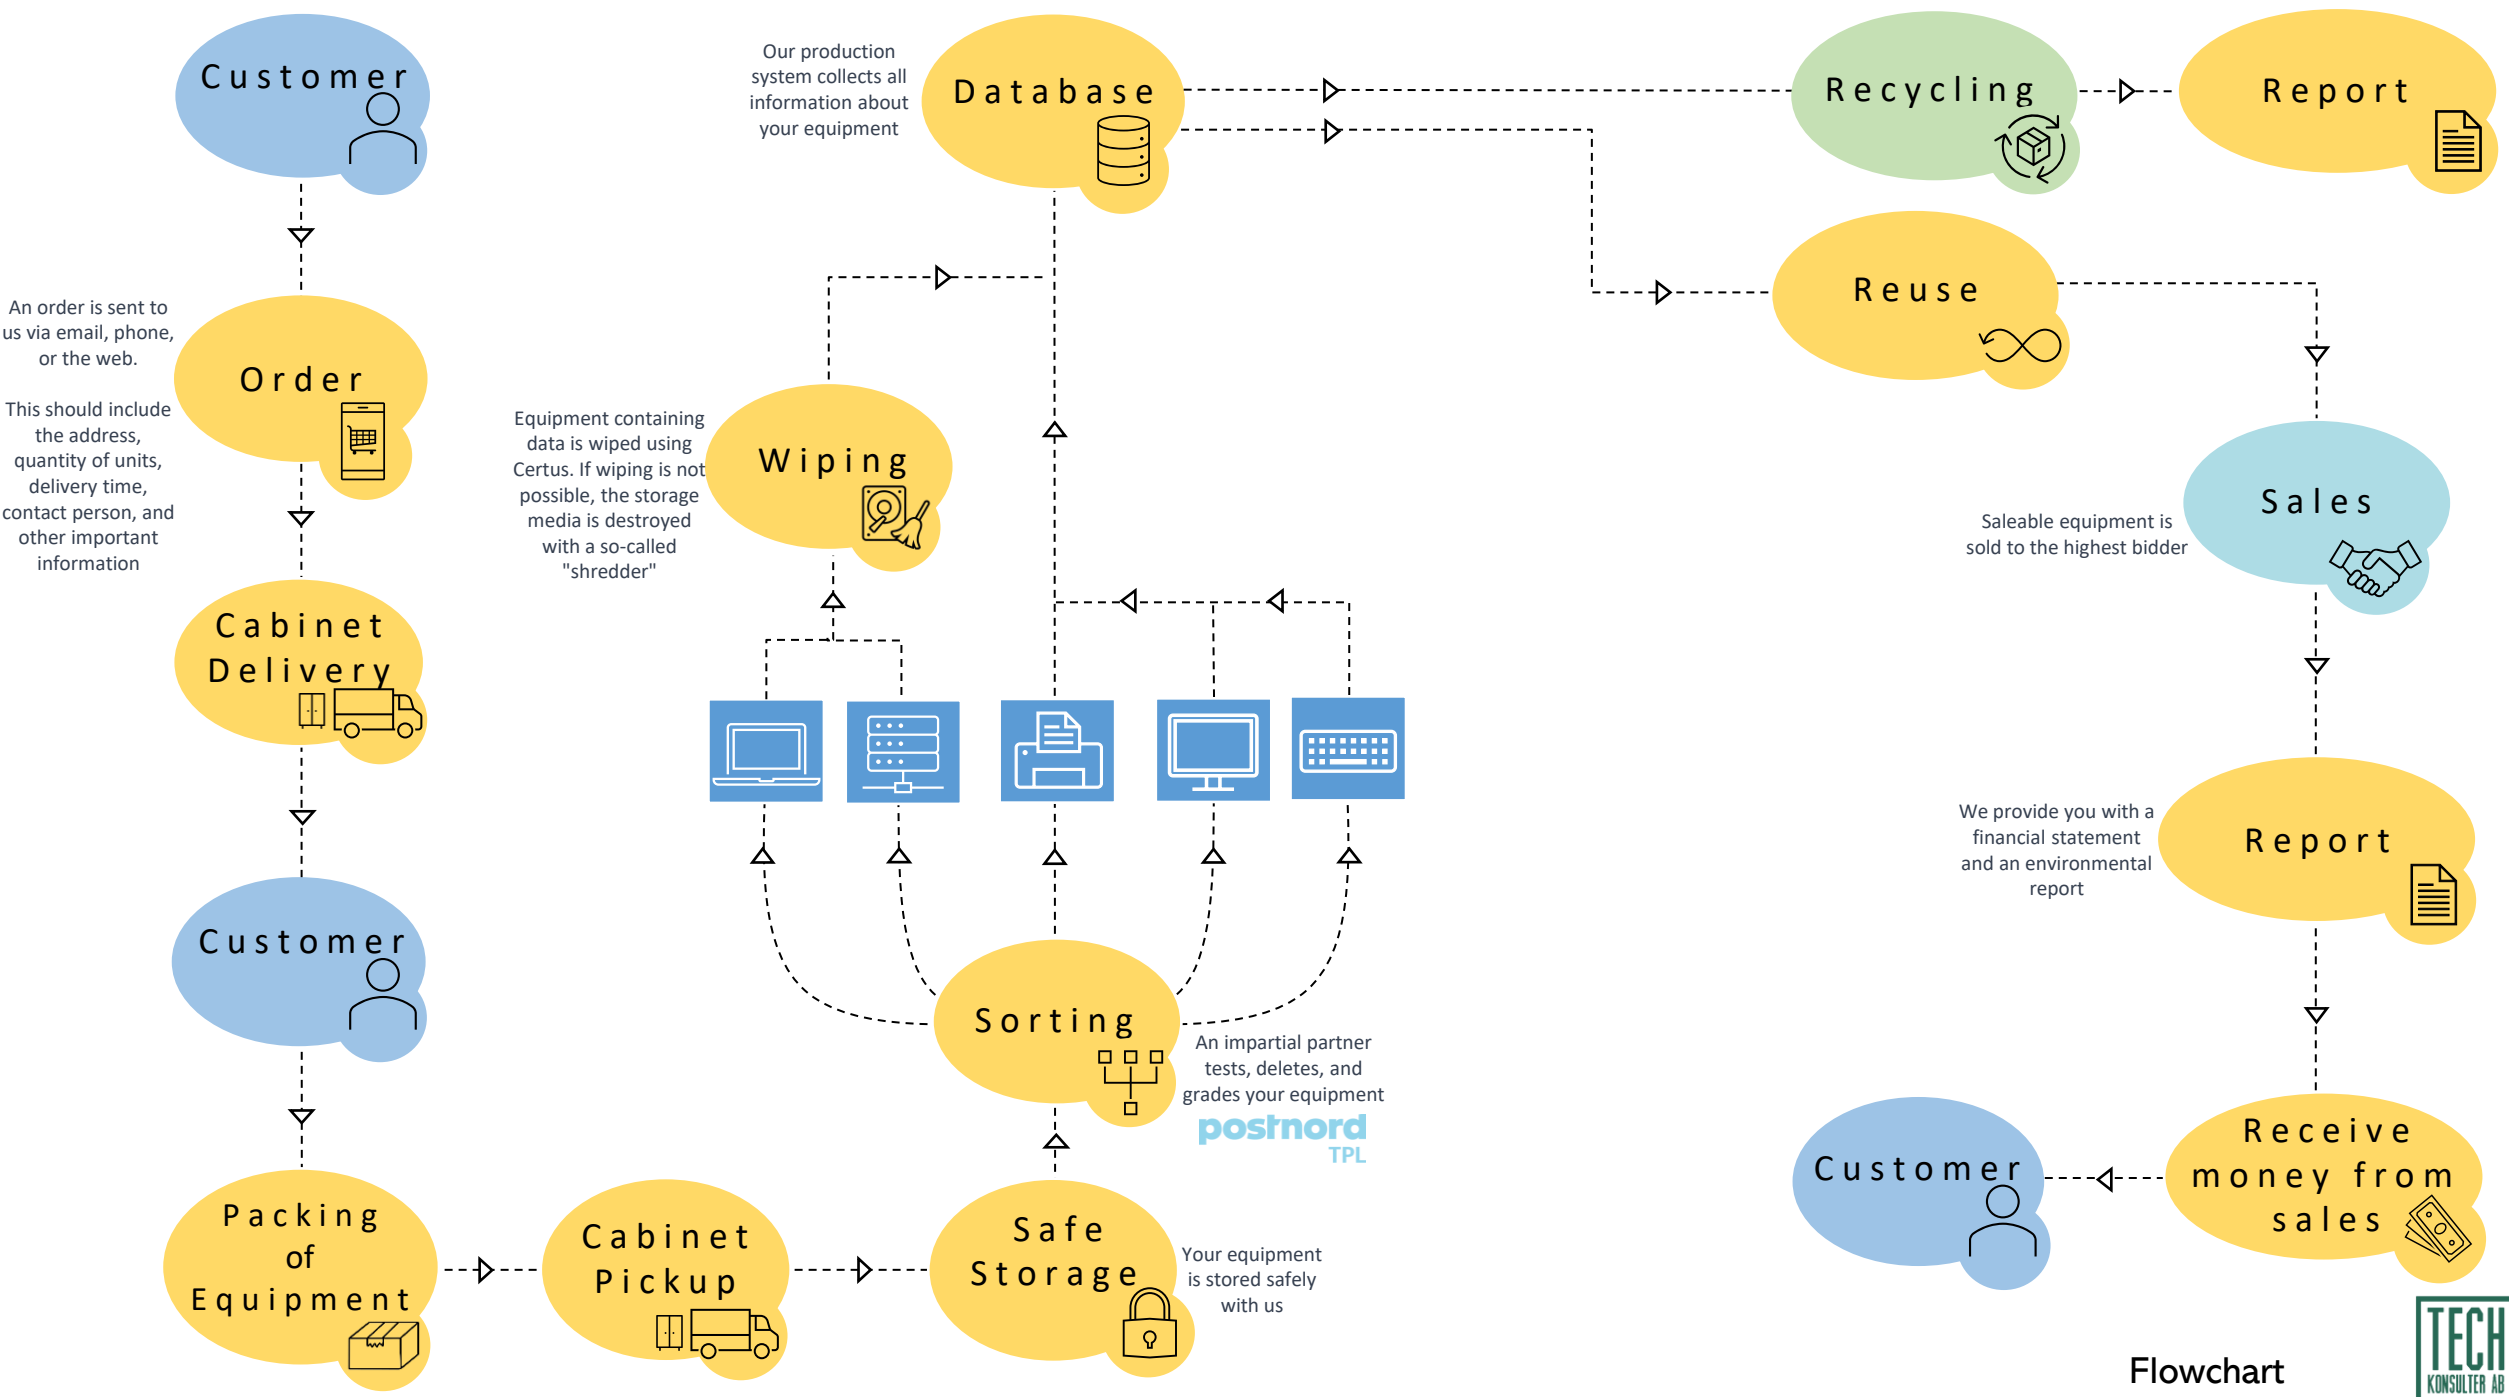 Customer
An order is sent to
us via email, phone,
or the web.
This should include
the address,
quantity of units,
delivery time,
contact person, and
other important
information
Order
Cabinet
Delivery
Customer
Packing
of
Equipment
Cabinet
Pickup
Safe
Storage
Your equipment
is stored safely
with us
Sorting
An impartial partner
tests, deletes, and
grades your equipment
postnord
TPL
Equipment containing
data is wiped using
Certus. If wiping is not
possible, the storage
media is destroyed
with a so-called
"shredder"
Wiping
Our production
system collects all
information about
your equipment
Database
Recycling
Report
Reuse
Saleable equipment is
sold to the highest bidder
Sales
We provide you with a
financial statement
and an environmental
report
Report
Receive
money from
sales
Customer
Flowchart
TECH
KONSULTER AB